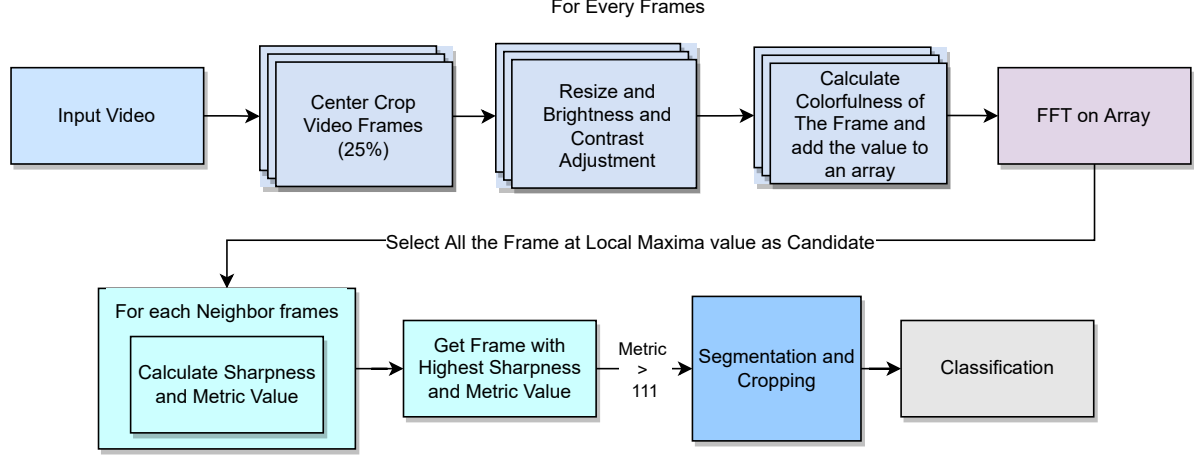 For Every Frames
Input Video
Center Crop
Video Frames
(25%)
Resize and
Brightness and
Contrast
Adjustment
Calculate
Colorfulness of
The Frame and
add the value to
an array
FFT on Array
Select All the Frame at Local Maxima value as Candidate
For each Neighbor frames
Calculate Sharpness
and Metric Value
Get Frame with
Highest Sharpness
and Metric Value
Metric
>
111
Segmentation and
Cropping
Classification